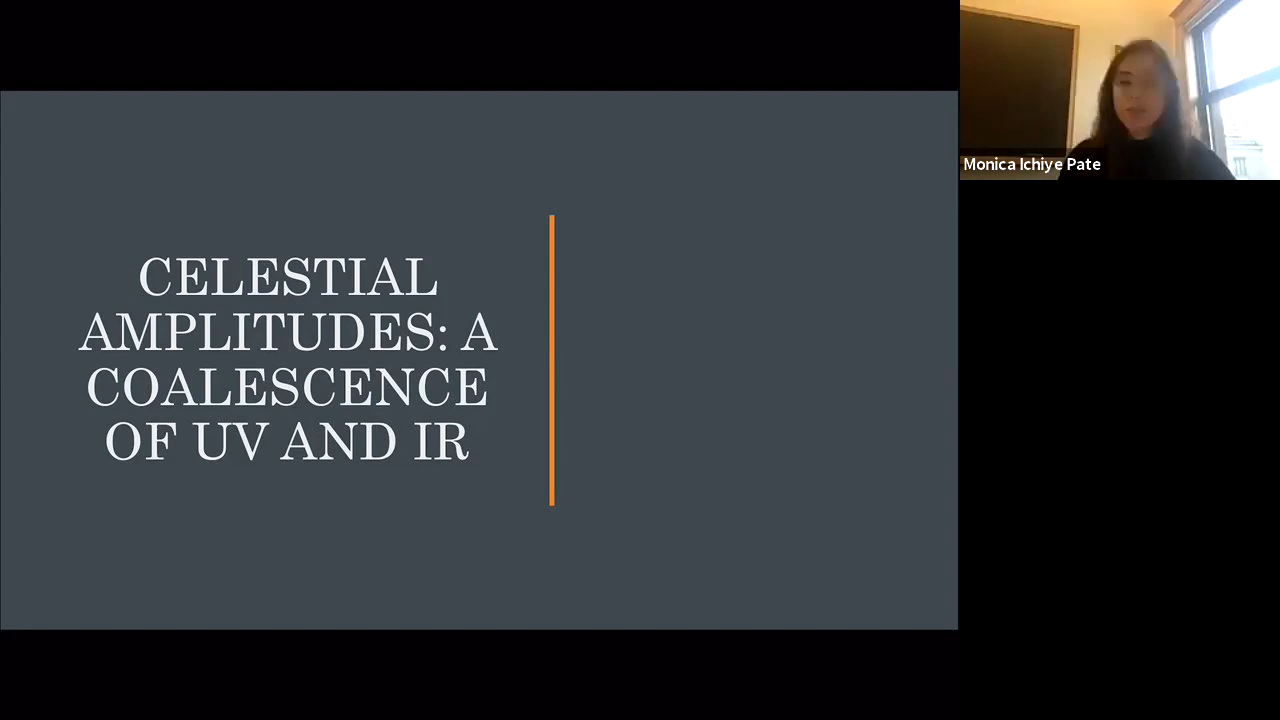 CELESTIAL
AMPLITUDES: A
COALESCENCE
OF UV AND IR
Monica Ichiye Pate